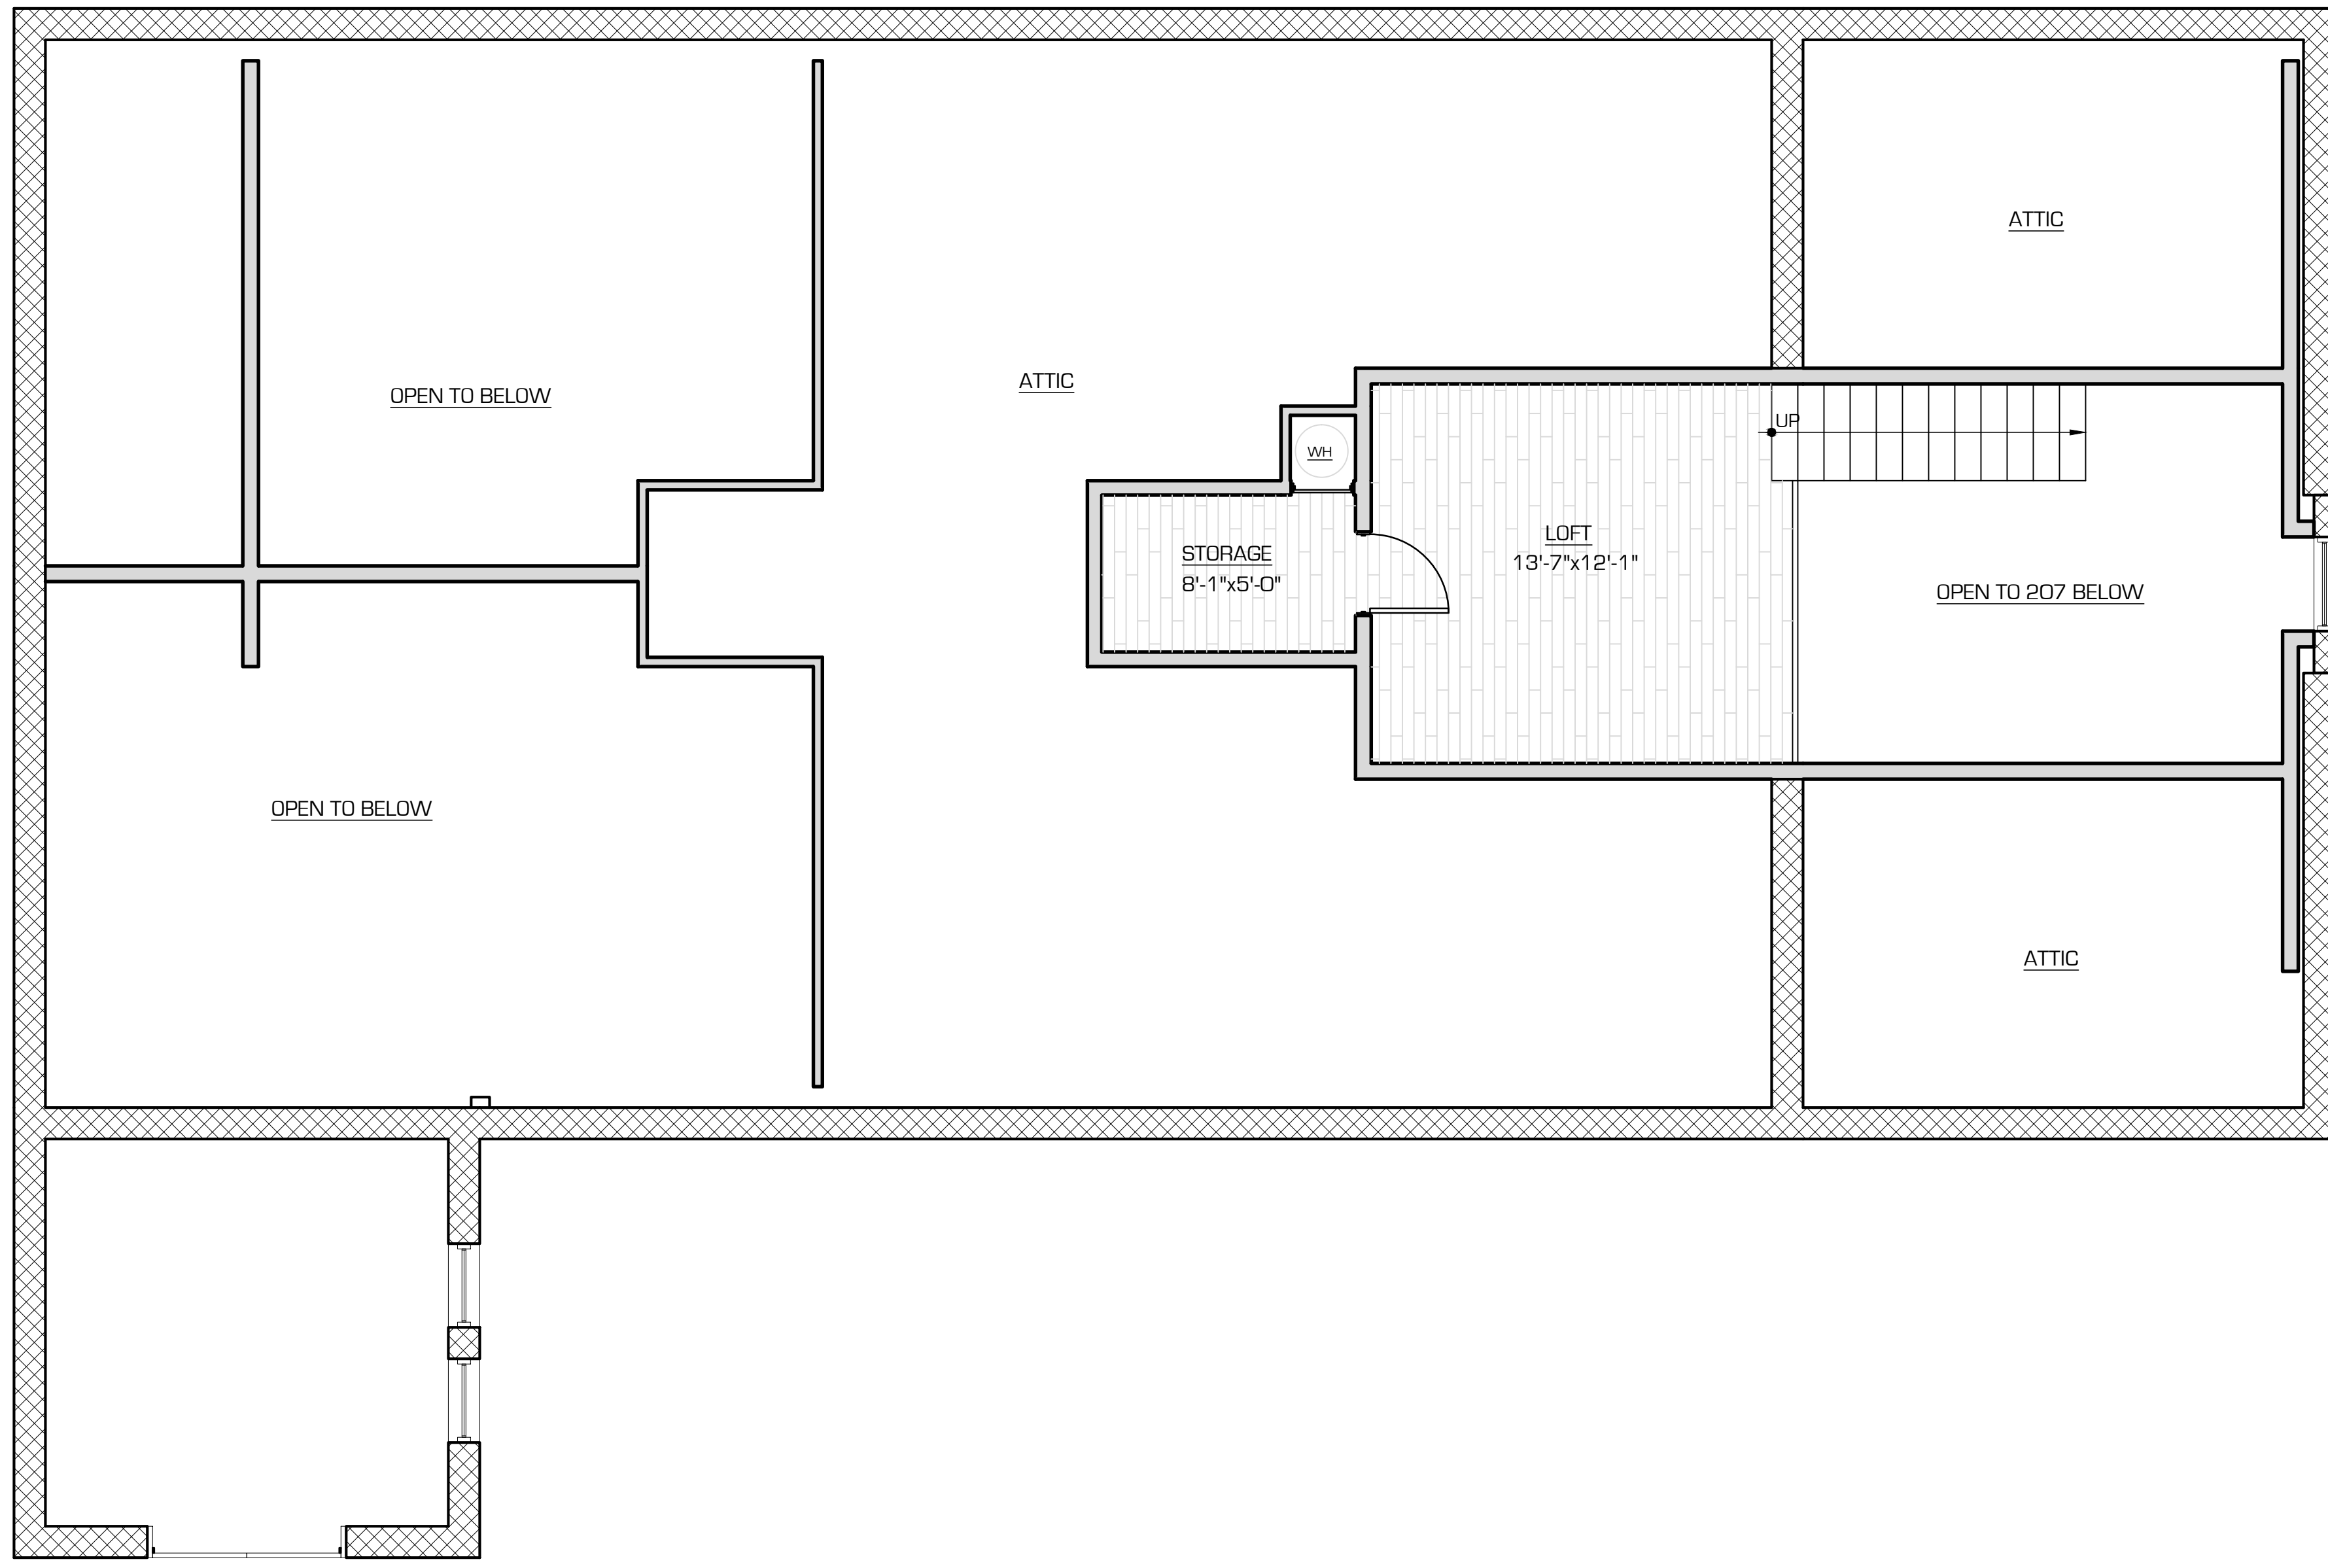 ATTIC
ATTIC
OPEN TO BELOW
UP
WH
LOFT
13'-7"x12'-1"
STORAGE
8'-1"x5'-0"
OPEN TO 207 BELOW
OPEN TO BELOW
ATTIC